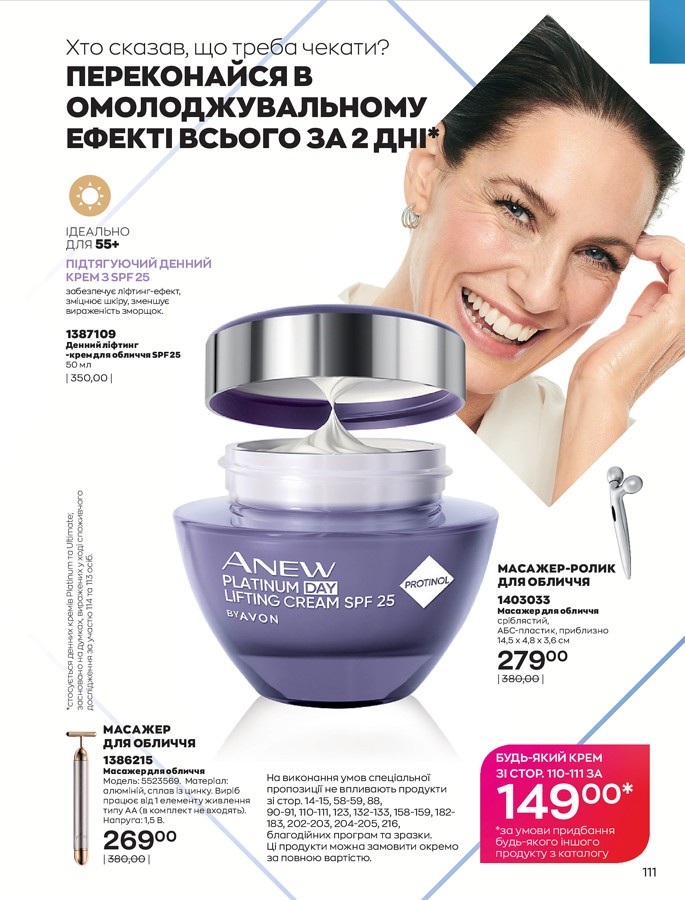 Хто сказав, що треба чекати?
ПЕРЕКОНАЙСЯ В
ОМОЛОДЖУВАЛЬНОМУ
ЕФЕКТІ ВСЬОГО ЗА 2 ДНІ*
ІДЕАЛЬНО
ДЛЯ 55+
ПІДТЯГУЮЧИЙ ДЕННИЙ
КРЕМ З SPF 25
забезпечує ліфтинг-ефект,
зміцнює шкіру, зменшує
вираженість зморщок.
1387109
Денний ліфтинг
-крем для обличчя SPF 25
50 мл
| 350,00 |
*стосується денних кремів Platinum та Ultimate;
засновано на думках, виражених у ході споживчого
дослідження за участю 114 та 113 осіб.
ANEW
PLATINUM DAY
LIFTING CREAM SPF 25
BY AVON
PROTINOL
МАСАЖЕР-РОЛИК
ДЛЯ ОБЛИЧЧЯ
1403033
Масажер для обличчя
сріблястий,
АБС-пластик, приблизно
14,5 х 4,8 х 3,6 см
27900
| 380,00 |
МАСАЖЕР
ДЛЯ ОБЛИЧЧЯ
1386215
Масажер для обличчя
Модель: 5523569. Матеріал:
алюміній, сплав із цинку. Виріб
працює від 1 елементу живлення
типу АА (в комплект не входять).
Напруга: 1,5 В.
26900
| 380,00 |
На виконання умов спеціальної
пропозиції не впливають продукти
зі стор. 14-15, 58-59, 88,
90-91, 110-111, 123, 132-133, 158-159, 182-
183, 202-203, 204-205, 216,
благодійних програм та зразки.
Ці продукти можна замовити окремо
за повною вартістю.
БУДЬ-ЯКИЙ КРЕМ
ЗІ СТОР. 110-111 ЗА
14900*
*за умови придбання
будь-якого іншого
продукту з каталогу
111